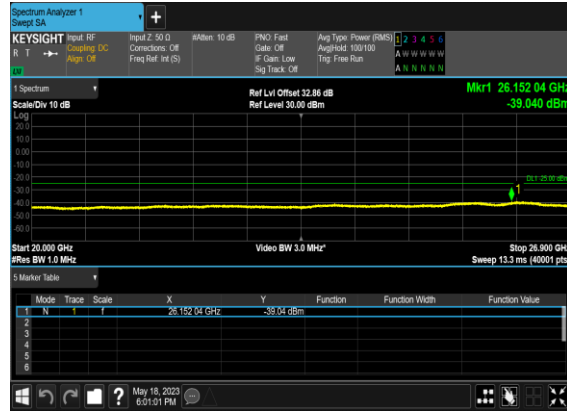 Spectrum Analyzer 1
Swept SA
+
KEYSIGHT Input: RF Input Z: 50 Ω #Atten: 10 dB PNO: Fast Avg Type: Power (RMS) 1 2 3 4 5 6
R T Coupling: DC Corrections: Off Gate: Off Avg|Hold: 100/100 A W W W W W
Align: Off Freq Ref: Int (S) IF Gain: Low Trig: Free Run
Sig Track: Off A N N N N N
1 Spectrum Ref Lvl Offset 32.86 dB Mkr1 26.152 04 GHz
Scale/Div 10 dB Ref Level 30.00 dBm -39.040 dBm
Log
20.0
10.0
0.00
-10.0
-20.0
DL1 -25.00 dBm
-30.0
1
-40.0
-50.0
-60.0
Start 20.000 GHz Video BW 3.0 MHz* Stop 26.900 GHz
#Res BW 1.0 MHz Sweep 13.3 ms (40001 pts)
5 Marker Table
Mode Trace Scale X Y Function Function Width Function Value
1 N 1 f 26.152 04 GHz -39.04 dBm
2
3
4
5
6
? May 18, 2023
6:01:01 PM